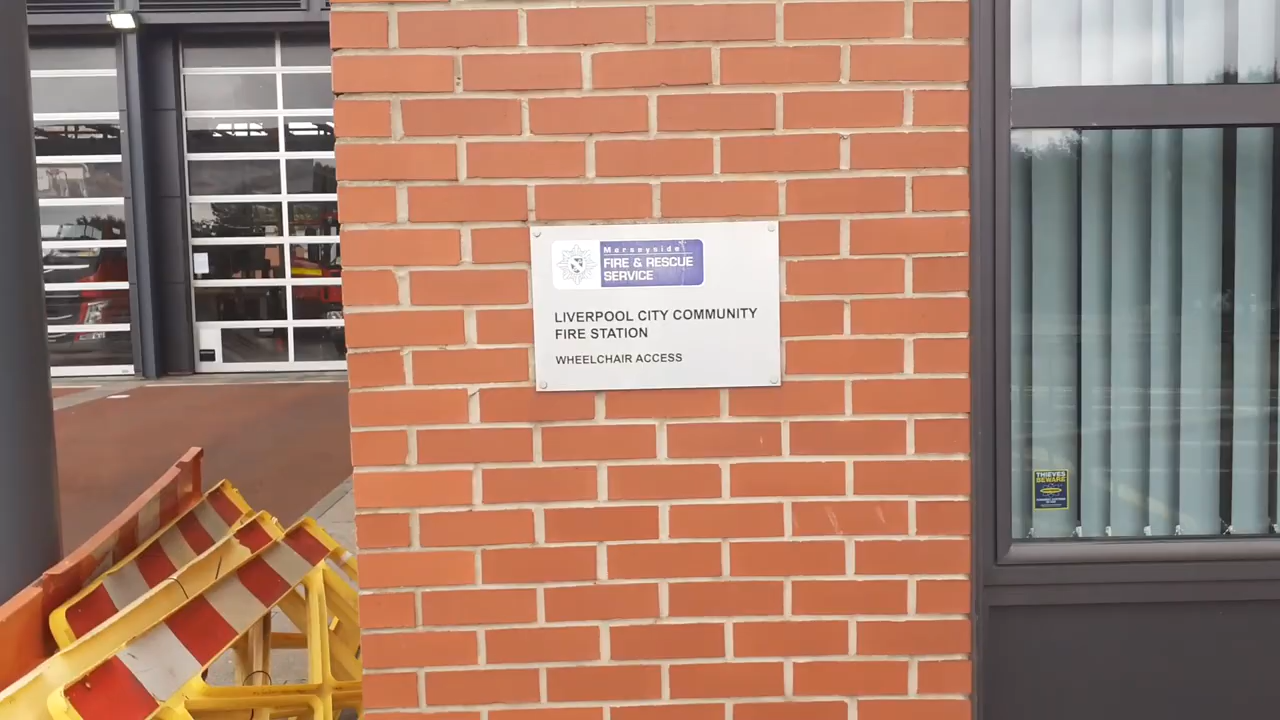 Merseyside
FIRE & RESCUE
SERVICE
LIVERPOOL CITY COMMUNITY
FIRE STATION
WHEELCHAIR ACCESS
THIEVES
BEWARE